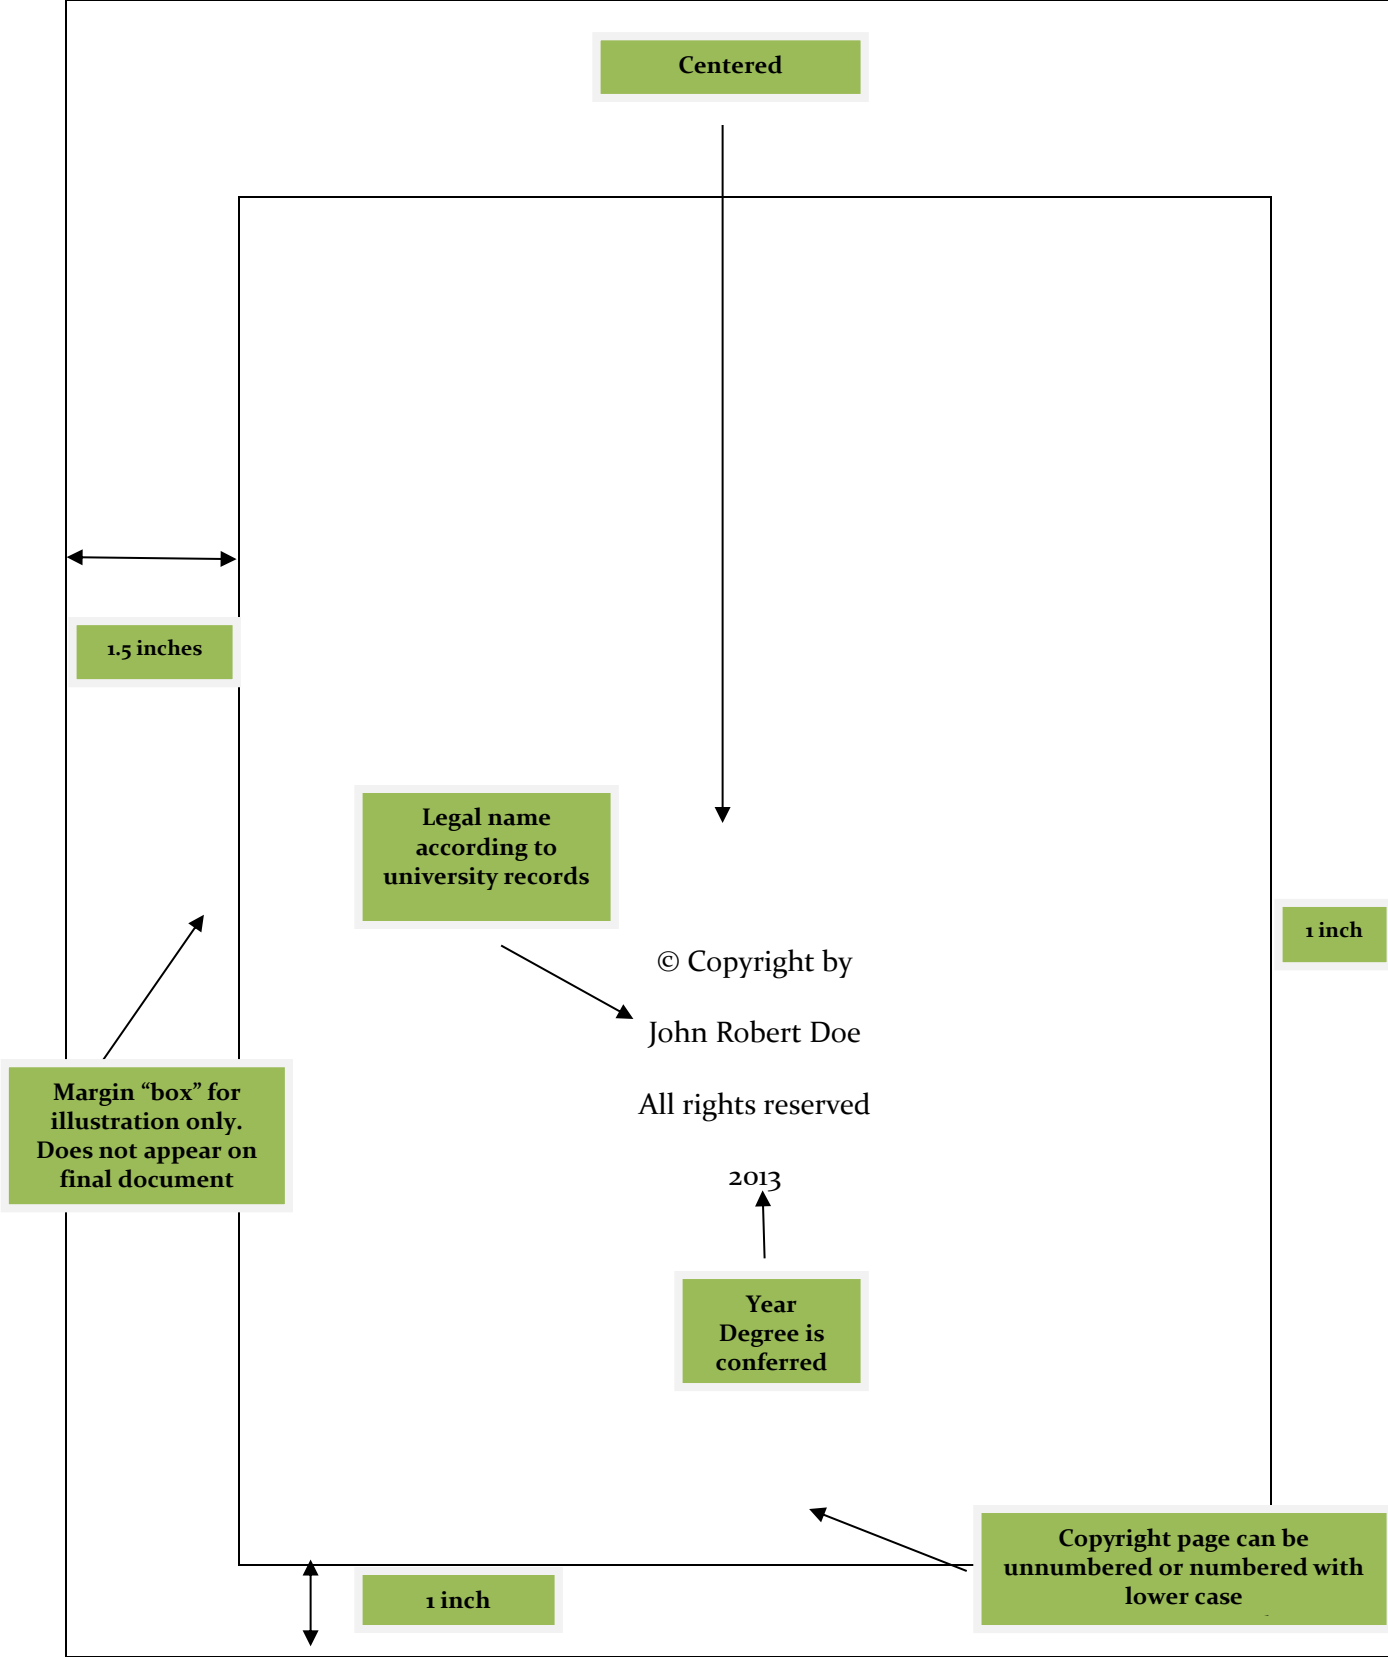 Centered
1.5 inches
Legal name
according to
university records
1 inch
© Copyright by
John Robert Doe
All rights reserved
2013
Margin “box” for
illustration only.
Does not appear on
final document
Year
Degree is
conferred
Copyright page can be
unnumbered or numbered with
lower case
1 inch